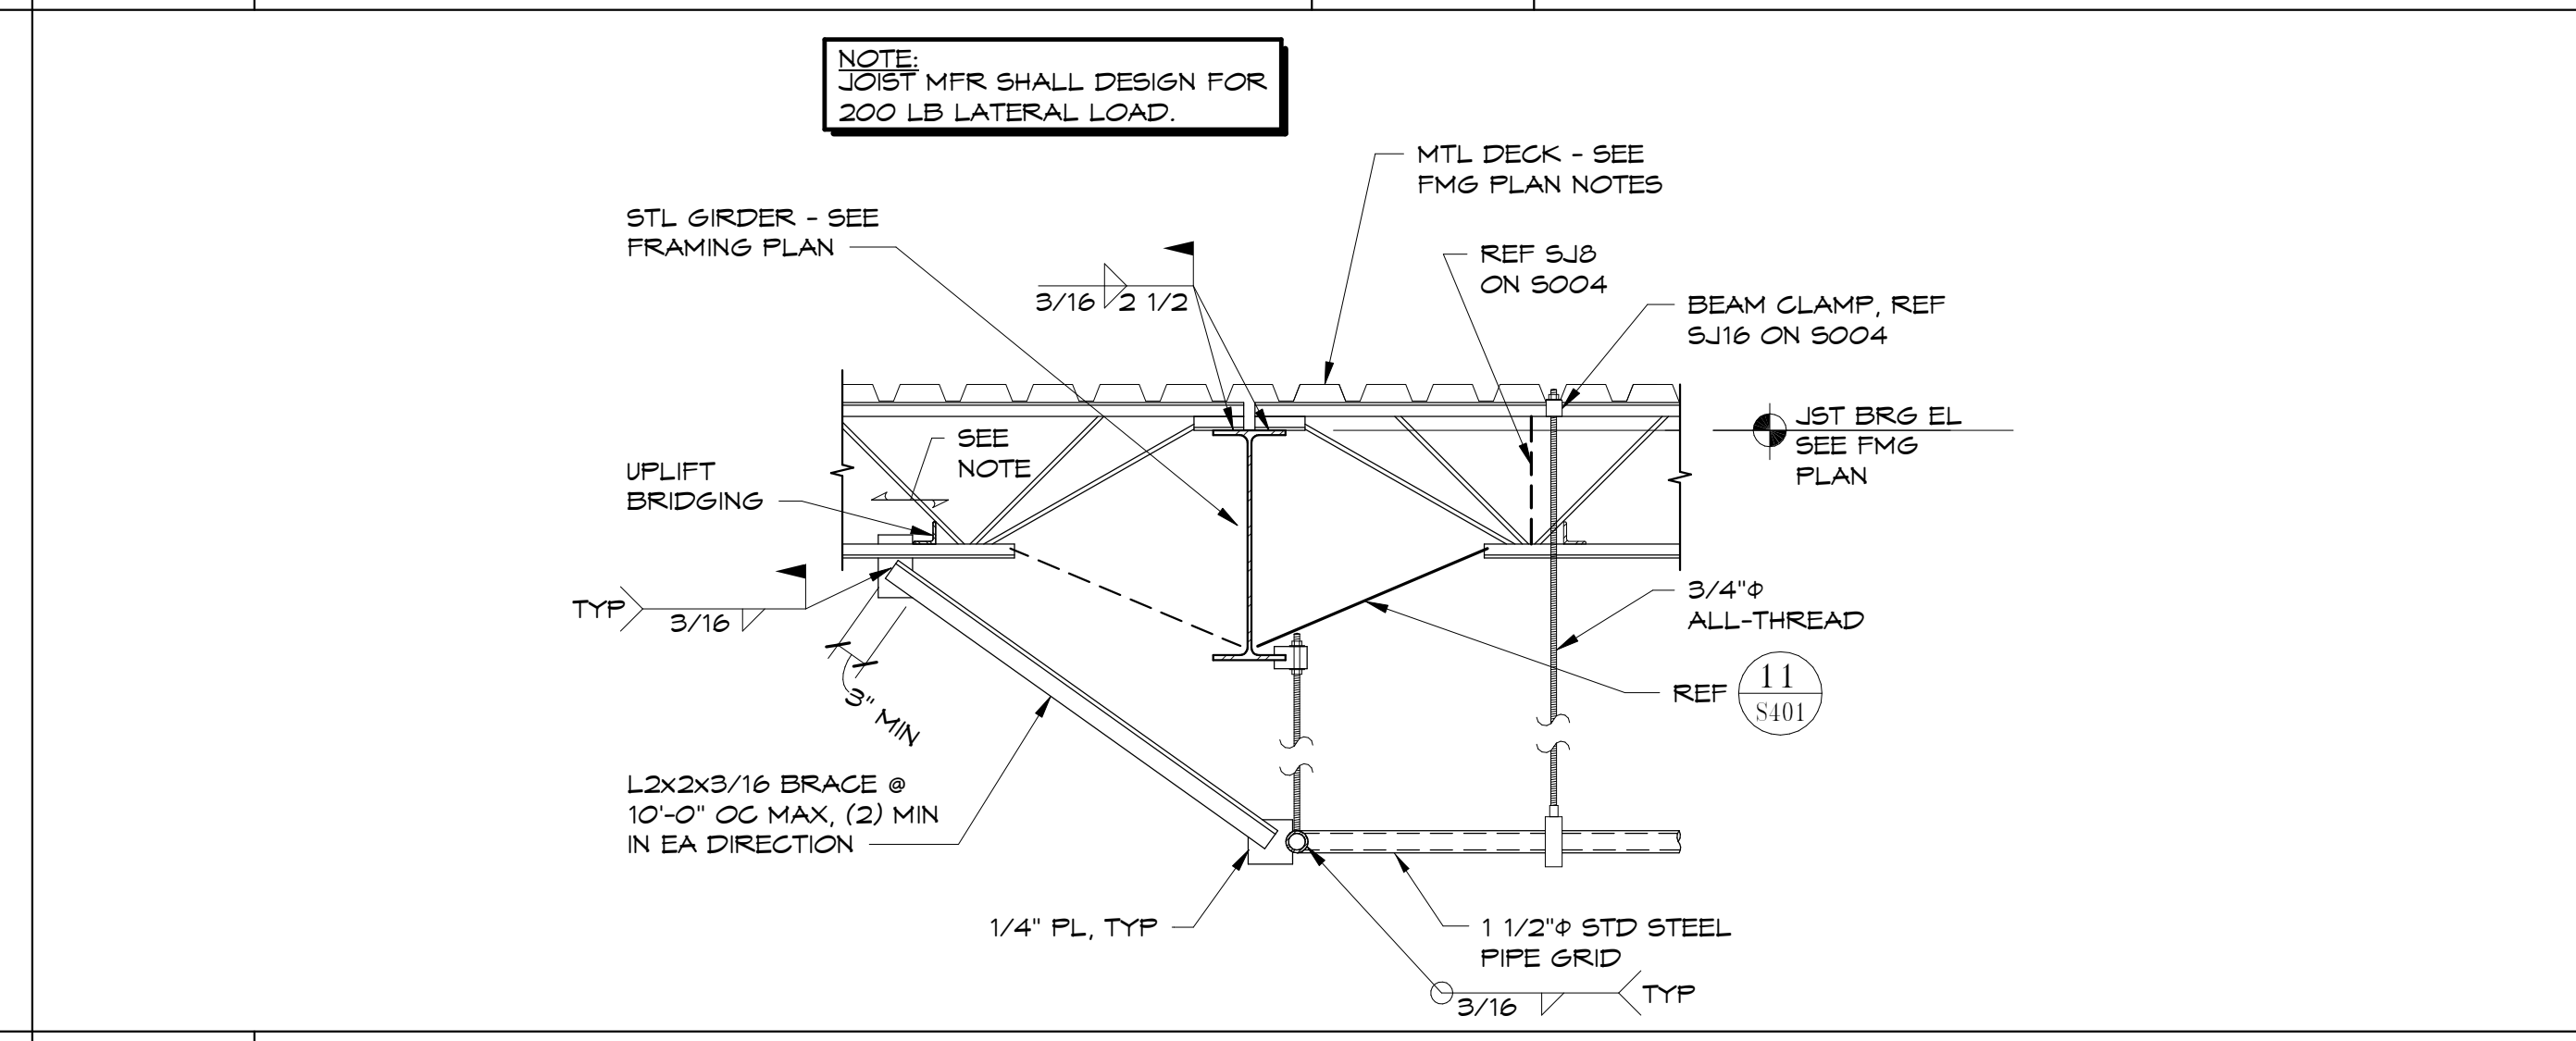 NOTE:
JOIST MFR SHALL DESIGN FOR
200 LB LATERAL LOAD.
MTL DECK - SEE
FMG PLAN NOTES
STL GIRDER - SEE
FRAMING PLAN
3/16 2 1/2
REF SJ8
ON S004
BEAM CLAMP, REF
SJ16 ON S004
JST BRG EL
SEE FMG
PLAN
SEE
NOTE
UPLIFT
BRIDGING
TYP
3/16
3" MIN
3/4"Φ
ALL-THREAD
REF
11
S401
L2x2x3/16 BRACE @
10'-0" OC MAX, (2) MIN
IN EA DIRECTION
1/4" PL, TYP
1 1/2"Φ STD STEEL
PIPE GRID
3/16
TYP